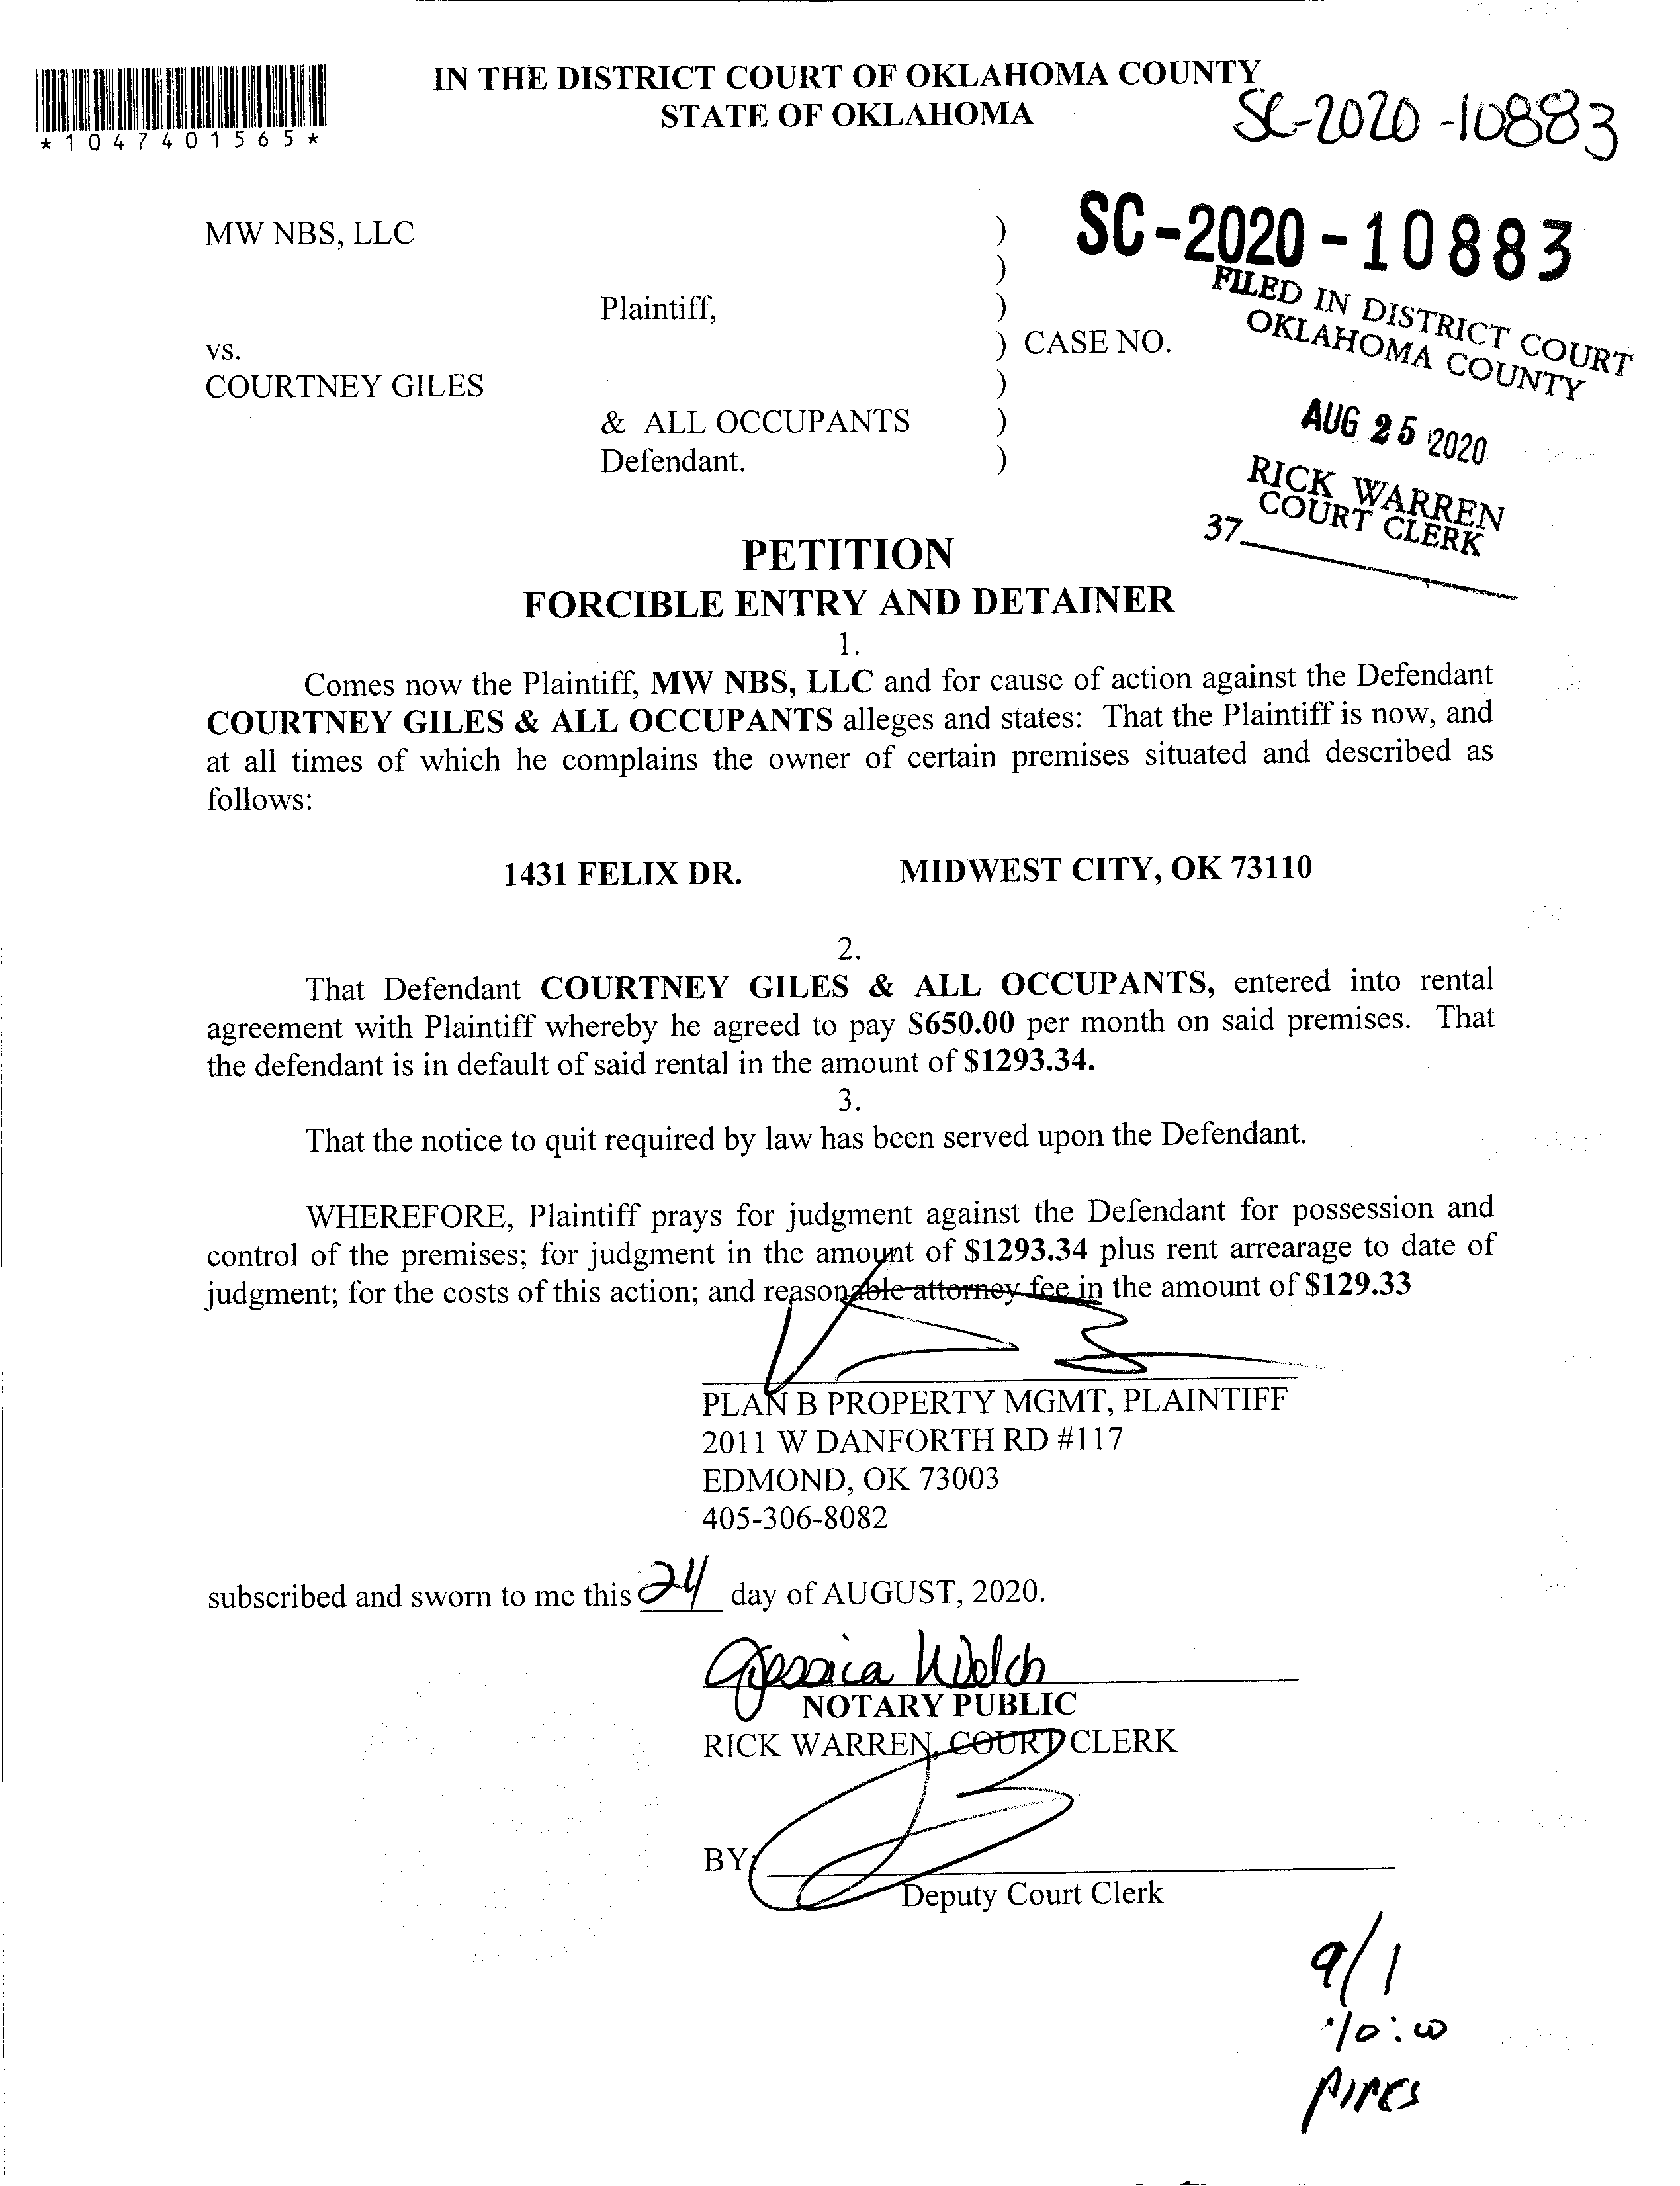 IN THE DISTRICT COURT OF OKLAHOMA COUNTY
STATE OF OKLAHOMA
*1047401565*
SC-2020-10883
MW NBS, LLC )
SC-2020-10883
)
Plaintiff, )
FILED IN DISTRICT COURT
OKLAHOMA COUNTY
vs. ) CASE NO.
COURTNEY GILES )
& ALL OCCUPANTS )
AUG 25 2020
Defendant. )
RICK WARREN
COURT CLERK
37
PETITION
FORCIBLE ENTRY AND DETAINER
1.
Comes now the Plaintiff, MW NBS, LLC and for cause of action against the Defendant
COURTNEY GILES & ALL OCCUPANTS alleges and states: That the Plaintiff is now, and
at all times of which he complains the owner of certain premises situated and described as
follows:
1431 FELIX DR. MIDWEST CITY, OK 73110
2.
That Defendant COURTNEY GILES & ALL OCCUPANTS, entered into rental
agreement with Plaintiff whereby he agreed to pay $650.00 per month on said premises. That
the defendant is in default of said rental in the amount of $1293.34.
3.
That the notice to quit required by law has been served upon the Defendant.
WHEREFORE, Plaintiff prays for judgment against the Defendant for possession and
control of the premises; for judgment in the amount of $1293.34 plus rent arrearage to date of
judgment; for the costs of this action; and reasonable attorney fee in the amount of $129.33
PLAN B PROPERTY MGMT, PLAINTIFF
2011 W DANFORTH RD #117
EDMOND, OK 73003
405-306-8082
subscribed and sworn to me this 24 day of AUGUST, 2020.
Jessica Welch
NOTARY PUBLIC
RICK WARREN, COURT CLERK
BY:
Deputy Court Clerk
9/1
10:00
PIPES